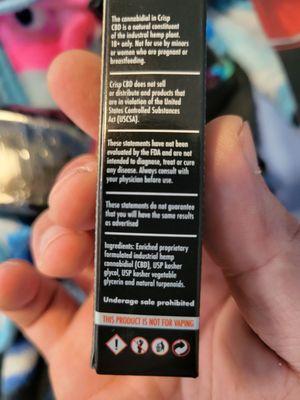 The cannabidiol in Crisp
CBD is a natural constituent
of the industrial hemp plant.
18+ only. Not for use by minors
or women who are pregnant or
breastfeeding.
Crisp CBD does not sell
or distribute and products that
are in violation of the United
States Controlled Substances
Act (USCSA).
These statements have not been
evaluated by the FDA and are not
intended to diagnose, treat or cure
any disease. Always consult with
your physician before use.
These statements do not guarantee
that you will have the same results
as advertised
Ingredients: Enriched proprietary
formulated industrial hemp
cannabidiol (CBD), USP kosher
glycol, USP kosher vegetable
glycerin and natural turpenoids.
Underage sale prohibited
THIS PRODUCT IS NOT FOR VAPING